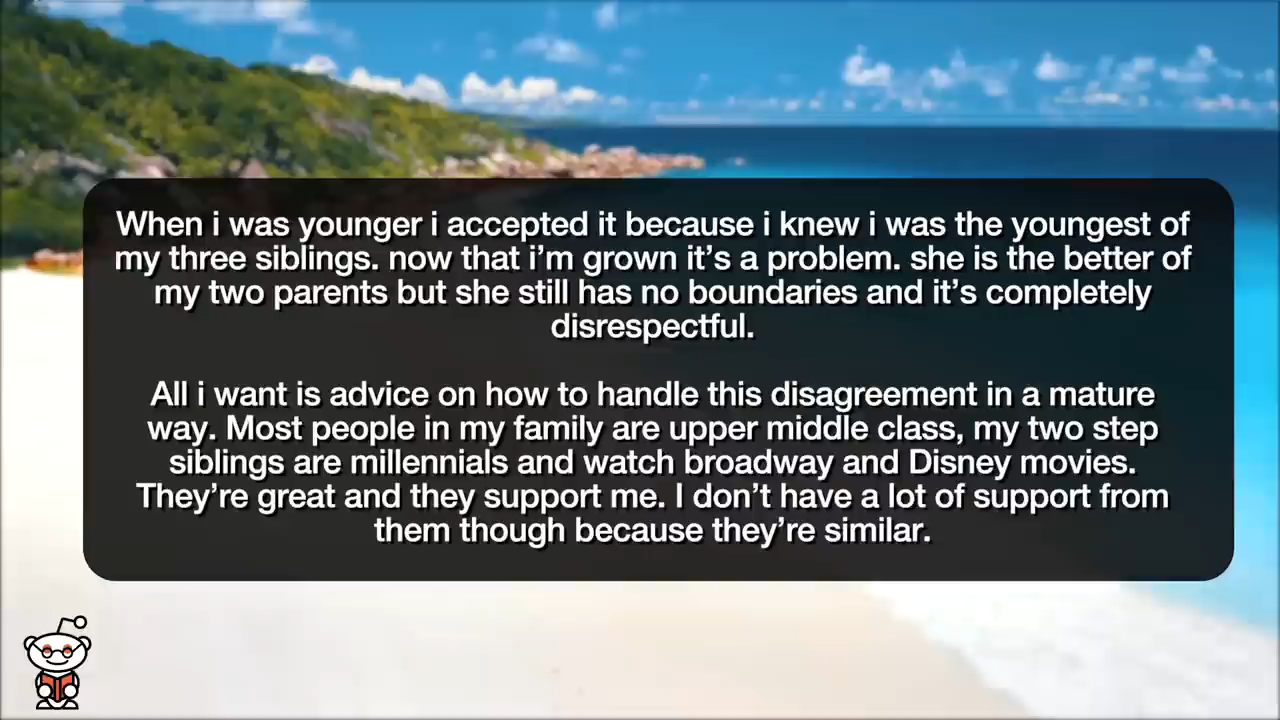 When i was younger i accepted it because i knew i was the youngest of
my three siblings. now that i’m grown it’s a problem. she is the better of
my two parents but she still has no boundaries and it’s completely
disrespectful.
All i want is advice on how to handle this disagreement in a mature
way. Most people in my family are upper middle class, my two step
siblings are millennials and watch broadway and Disney movies.
They’re great and they support me. I don’t have a lot of support from
them though because they’re similar.